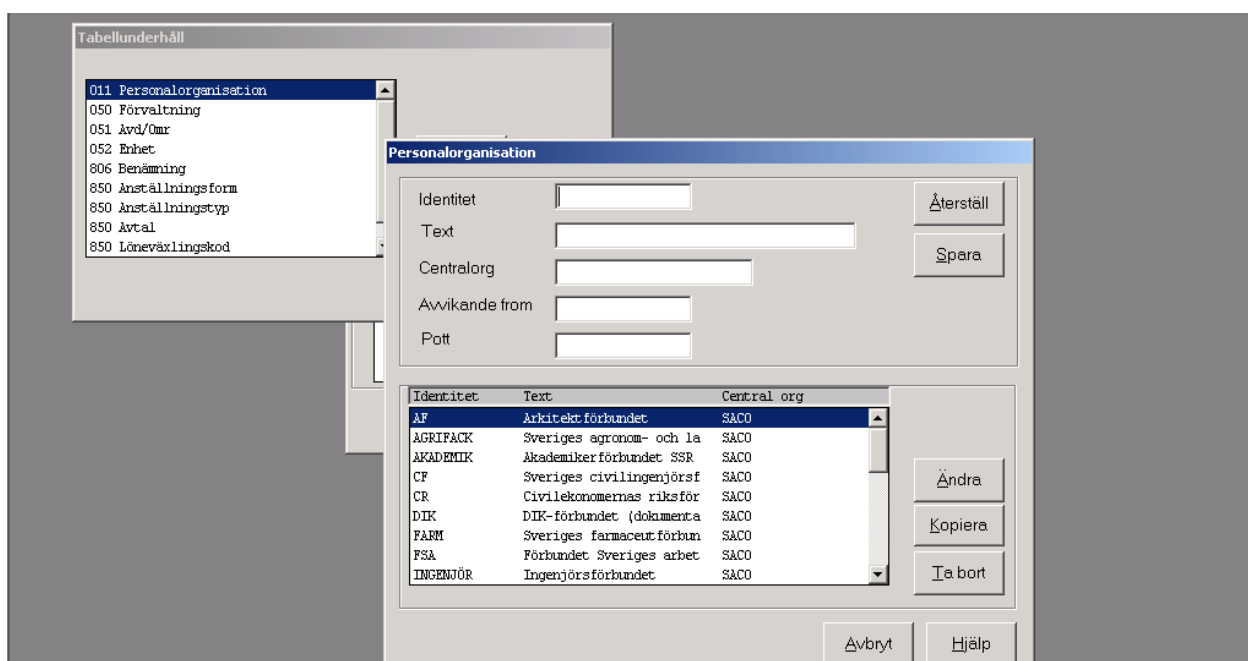 Tabellunderhåll
011 Personalorganisation
050 Förvaltning
051 Avd/Omr
052 Enhet
806 Benämning
850 Anställningsform
850 Anställningstyp
850 Avtal
850 Löneväxlingskod
Personalorganisation
Identitet
Text
Centralorg
Avvikande from
Pott
Återställ
Spara
Identitet Text Central org
AF Arkitektförbundet SACO
AGRIFACK Sveriges agronom- och la SACO
AKADEMIK Akademikerförbundet SSR SACO
CF Sveriges civilingenjörsf SACO
CR Civilekonomernas riksför SACO
DIK DIK-förbundet (dokumenta SACO
FARM Sveriges farmaceutförbun SACO
FSA Förbundet Sveriges arbet SACO
INGENJÖR Ingenjörsförbundet SACO
Ändra
Kopiera
Ta bort
Avbryt Hjälp